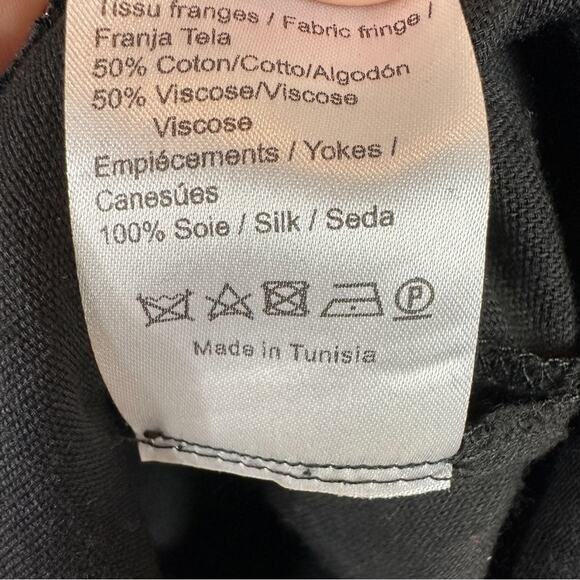 Tissu franges / Fabric fringe /
Franja Tela
50% Coton/Cotto/Algodón
50% Viscose/Viscose
Viscose
Empiécements / Yokes /
Canesúes
100% Soie / Silk / Seda
P
Made in Tunisia